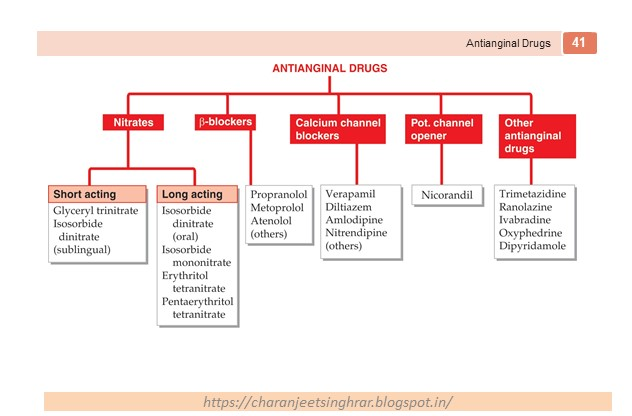 Antianginal Drugs 41
ANTIANGINAL DRUGS
Nitrates
β-blockers
Calcium channel
blockers
Pot. channel
opener
Other
antianginal
drugs
Short acting
Glyceryl trinitrate
Isosorbide
dinitrate
(sublingual)
Long acting
Isosorbide
dinitrate
(oral)
Isosorbide
mononitrate
Erythritol
tetranitrate
Pentaerythritol
tetranitrate
Propranolol
Metoprolol
Atenolol
(others)
Verapamil
Diltiazem
Amlodipine
Nitrendipine
(others)
Nicorandil
Trimetazidine
Ranolazine
Ivabradine
Oxyphedrine
Dipyridamole
https://charanjeetsinghrar.blogspot.in/